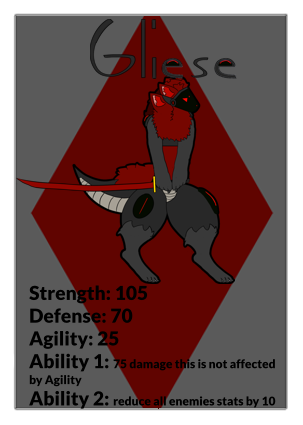 Gliese
Strength: 105
Defense: 70
Agility: 25
Ability 1: 75 damage this is not affected
by Agility
Ability 2: reduce all enemies stats by 10